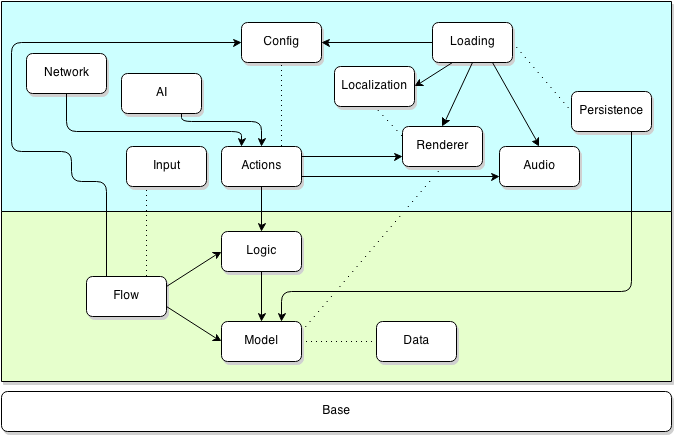 Config
Loading
Network
Localization
AI
Persistence
Renderer
Input
Actions
Audio
Logic
Flow
Model
Data
Base